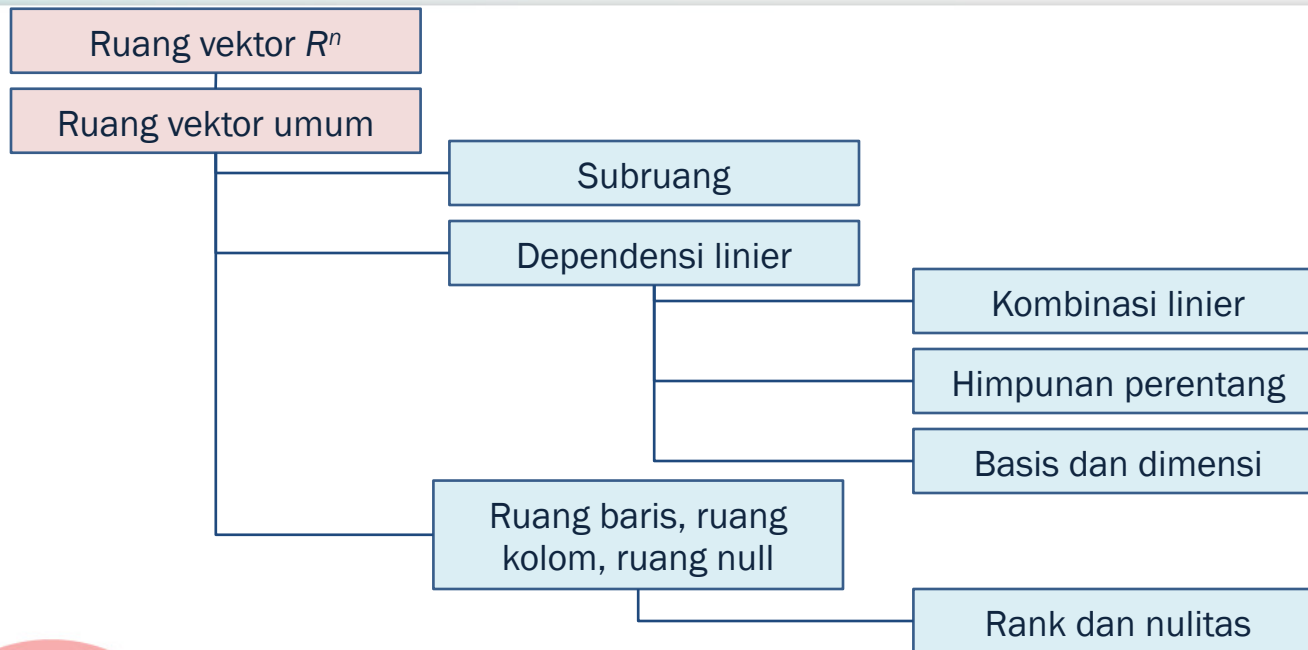 Ruang vektor Rⁿ
Ruang vektor umum
Subruang
Dependensi linier
Kombinasi linier
Himpunan perentang
Basis dan dimensi
Ruang baris, ruang
kolom, ruang null
Rank dan nulitas